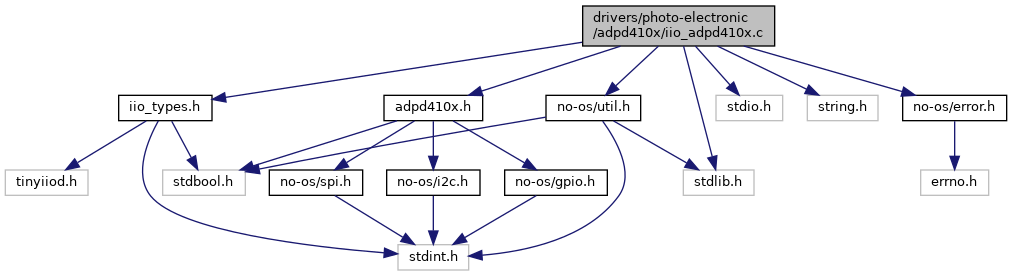 drivers/photo-electronic
/adpd410x/iio_adpd410x.c
iio_types.h
adpd410x.h
no-os/util.h
stdio.h
string.h
no-os/error.h
tinyiiod.h
stdbool.h
no-os/spi.h
no-os/i2c.h
no-os/gpio.h
stdlib.h
errno.h
stdint.h